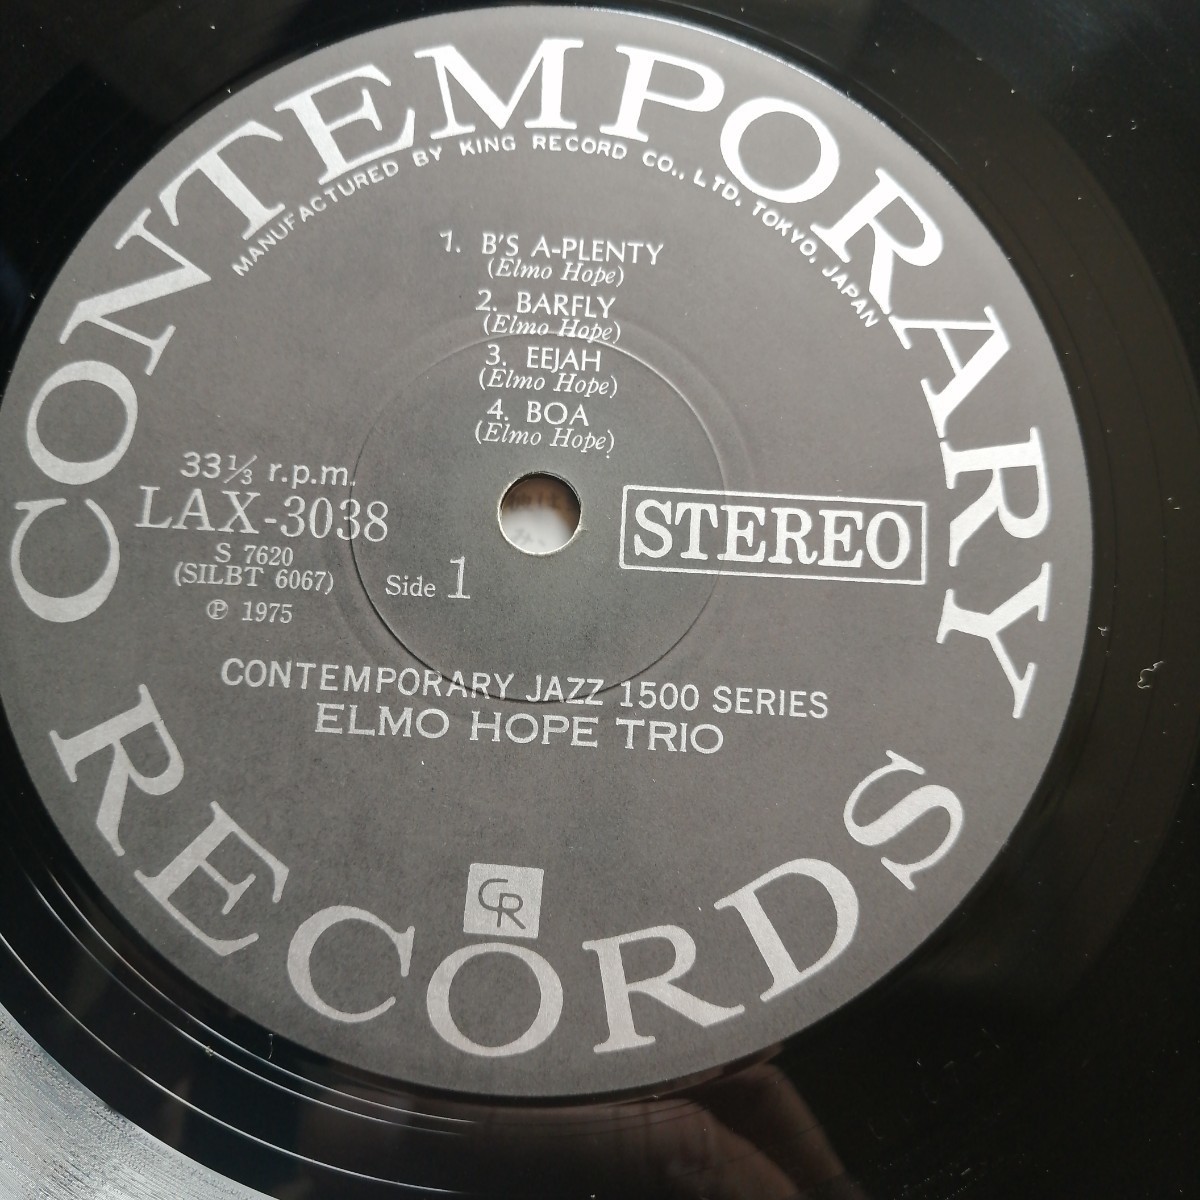 CONTEMPORARY
MANUFACTURED BY KING RECORD CO., LTD, TOKYO, JAPAN
1. B'S A-PLENTY
(Elmo Hope)
2. BARFLY
(Elmo Hope)
3. EEJAH
(Elmo Hope)
4. BOA
(Elmo Hope)
33 1/3 r.p.m.
LAX-3038
S 7620
(SILBT 6067)
Ⓟ 1975
Side 1
STEREO
CONTEMPORARY JAZZ 1500 SERIES
ELMO HOPE TRIO
CR
RECORDS